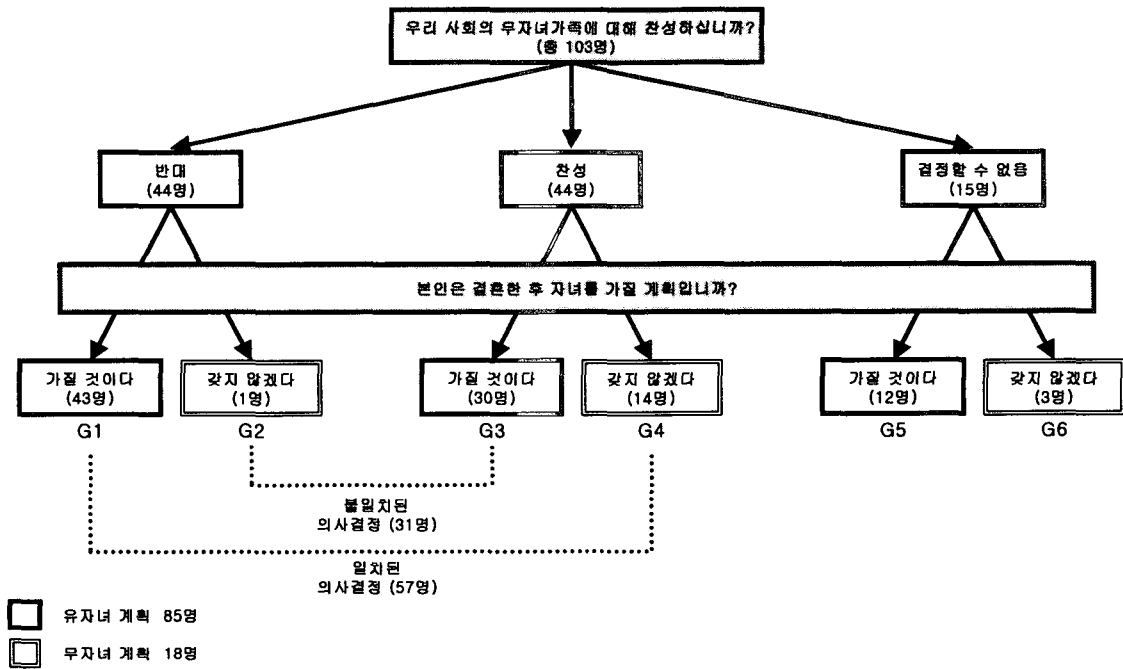 우리 사회의 무자녀가족에 대해 찬성하십니까?
(총 103명)
반대
(44명)
찬성
(44명)
결정할 수 없음
(15명)
본인은 결혼한 후 자녀를 가질 계획입니까?
가질 것이다
(43명)
갖지 않겠다
(1명)
가질 것이다
(30명)
갖지 않겠다
(14명)
가질 것이다
(12명)
갖지 않겠다
(3명)
G1
G2
G3
G4
G5
G6
불일치된
의사결정 (31명)
일치된
의사결정 (57명)
유자녀 계획 85명
무자녀 계획 18명